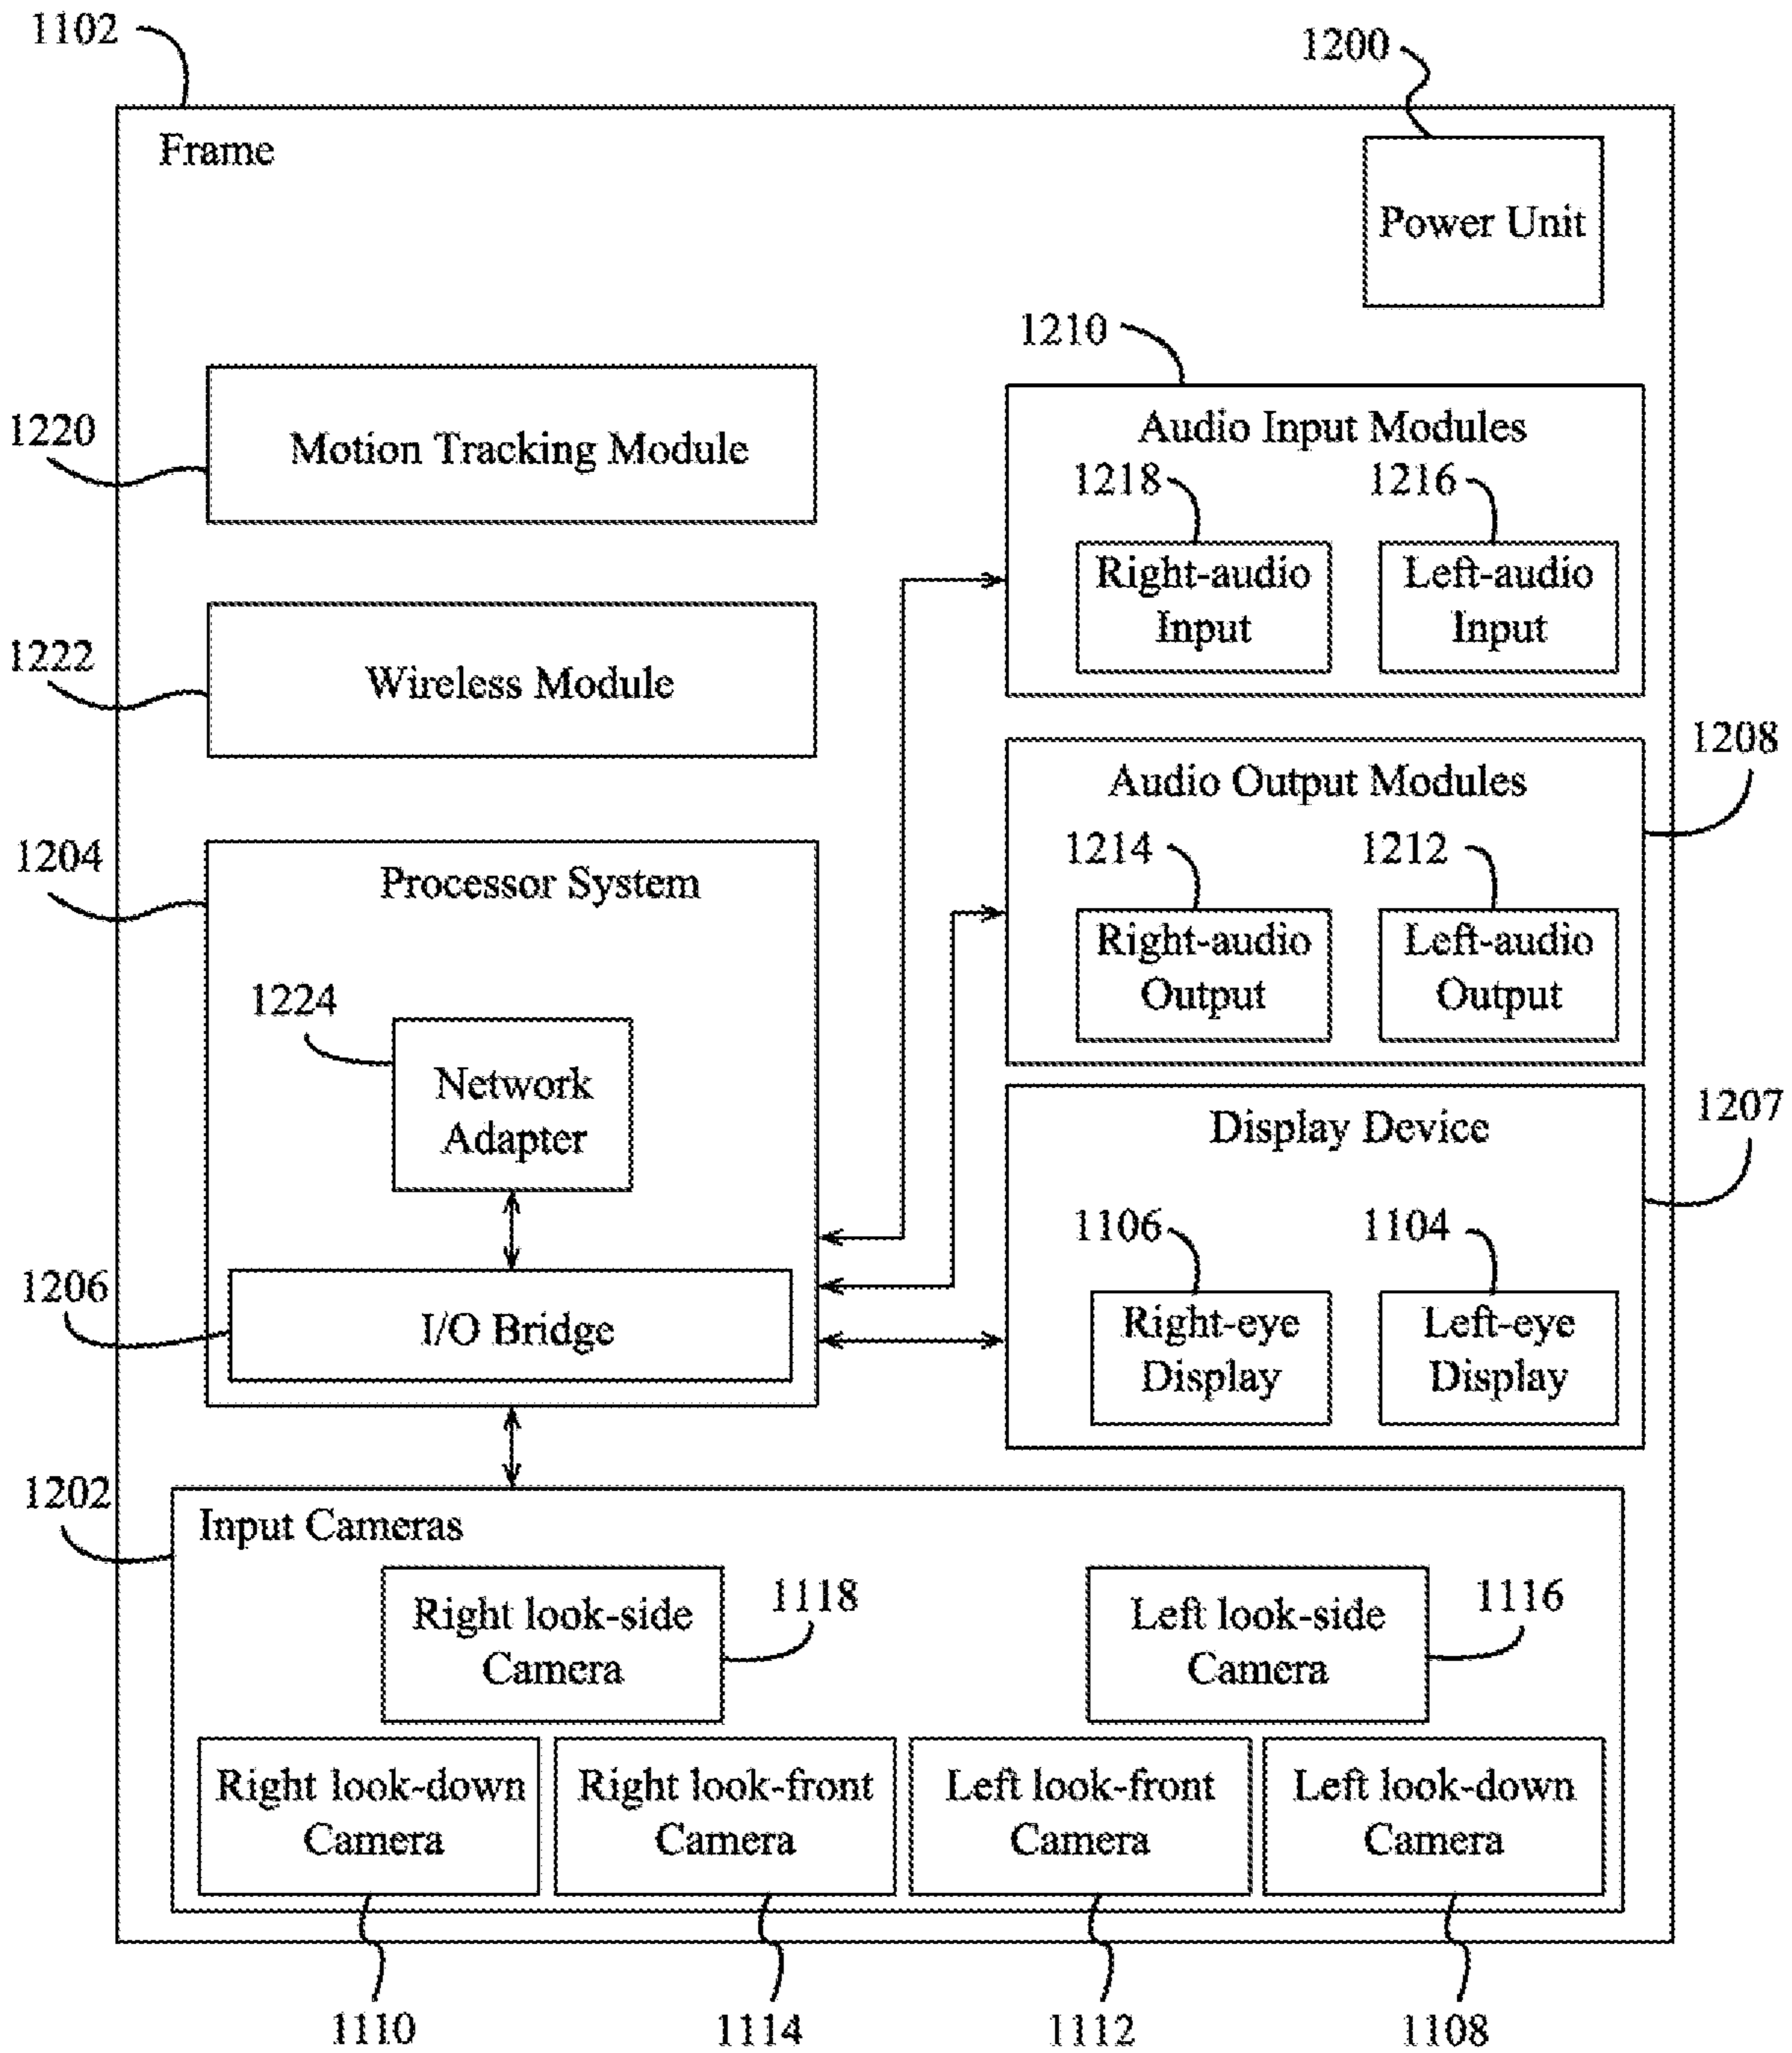 1102
1200
Frame
Power Unit
1210
1220
Motion Tracking Module
Audio Input Modules
1218
1216
Right-audio
Input
Left-audio
Input
1222
Wireless Module
1208
Audio Output Modules
1214
1212
Right-audio
Output
Left-audio
Output
1204
Processor System
1224
Network
Adapter
1207
Display Device
1106
1104
Right-eye
Display
Left-eye
Display
1206
I/O Bridge
1202
Input Cameras
Right look-side
Camera
1118
Left look-side
Camera
1116
Right look-down
Camera
Right look-front
Camera
Left look-front
Camera
Left look-down
Camera
1110
1114
1112
1108